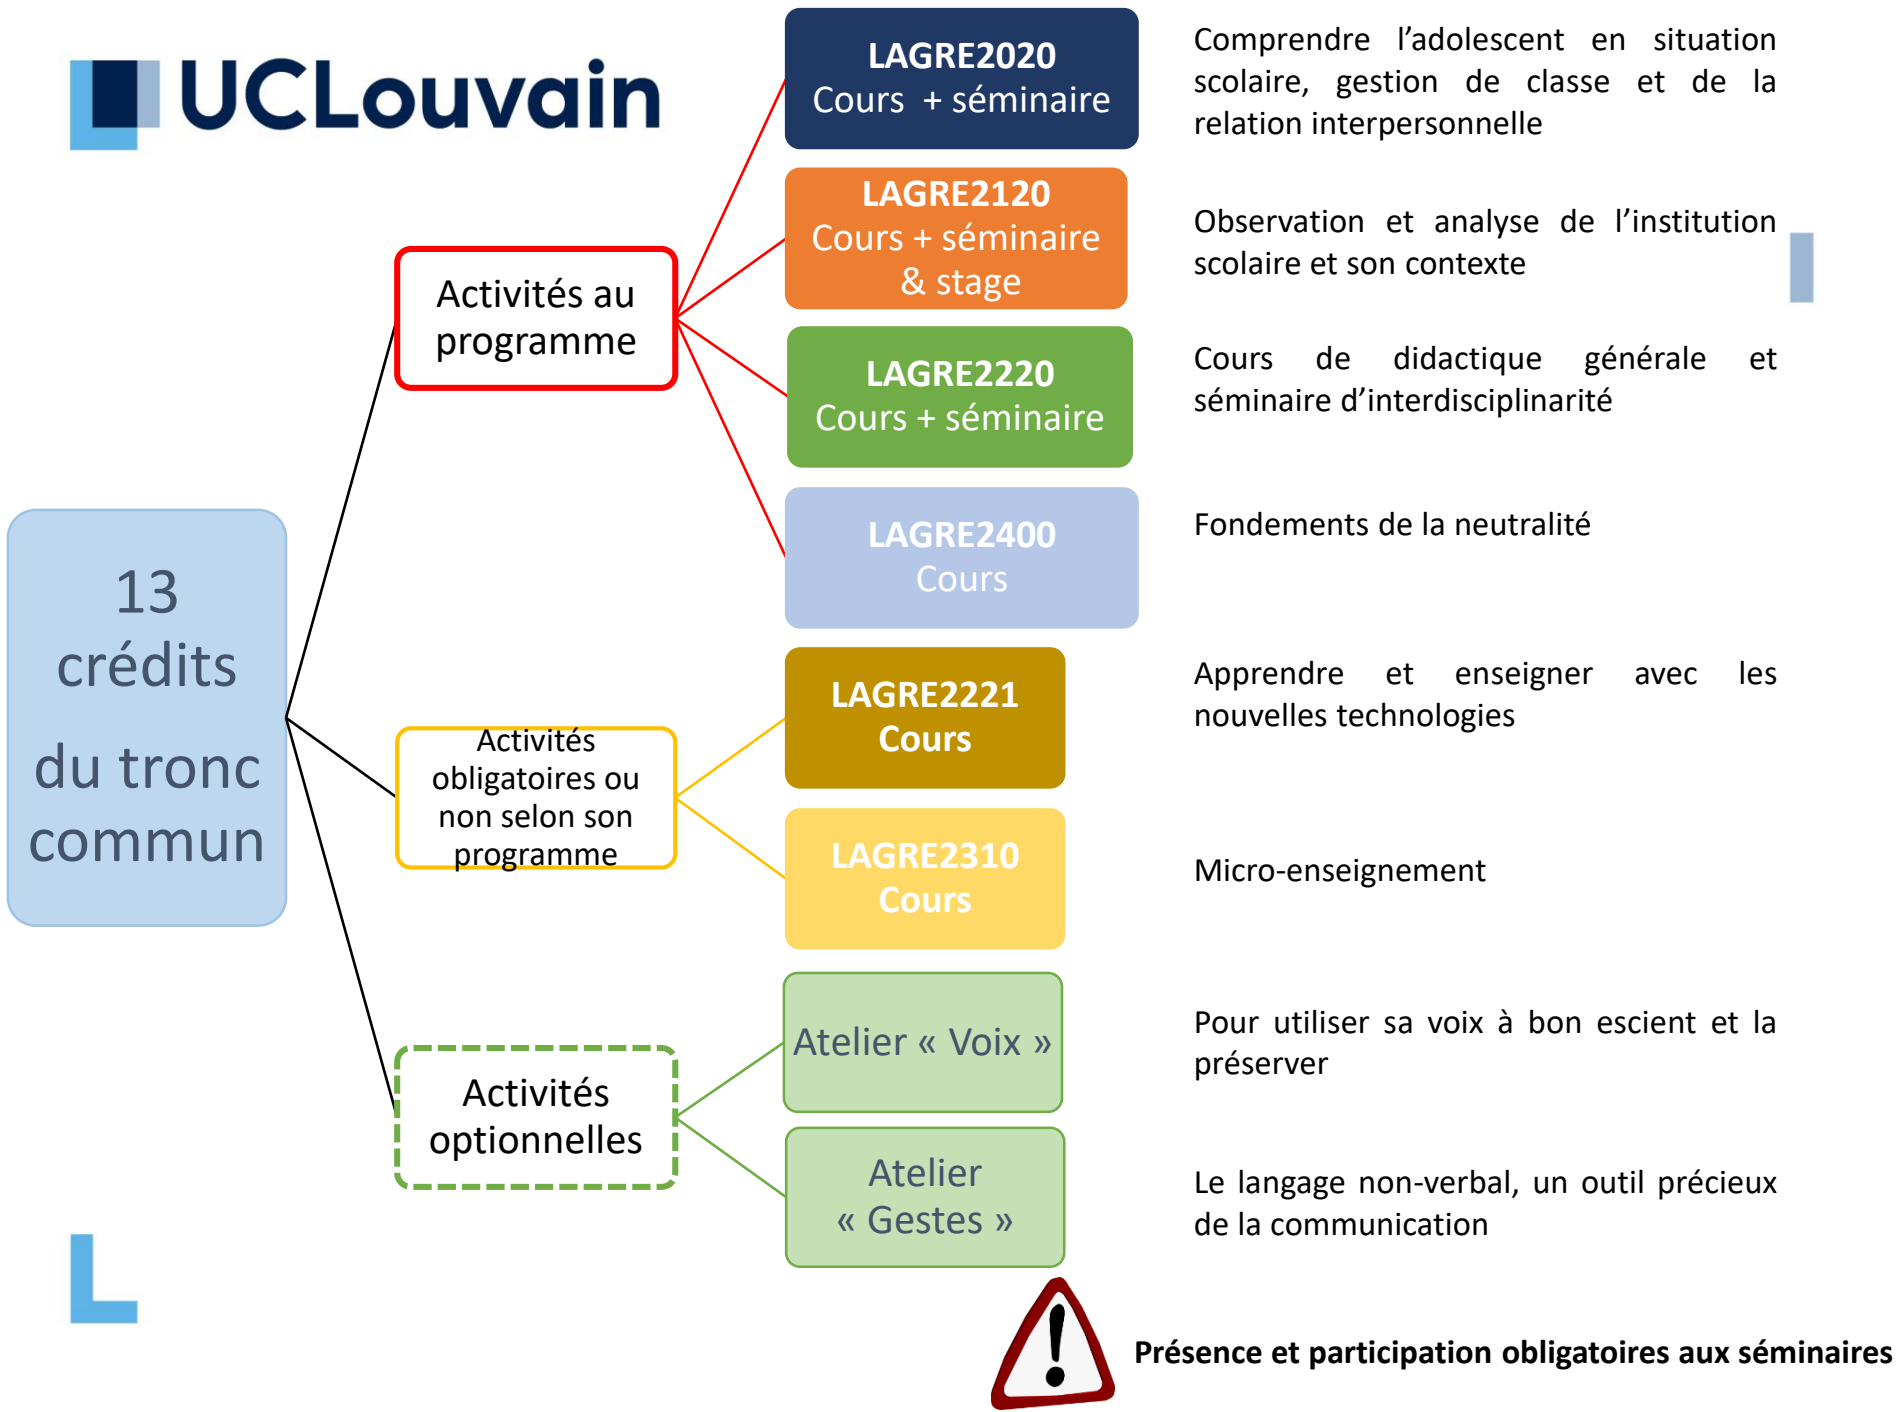 UCLouvain
LAGRE2020
Cours + séminaire
Comprendre l’adolescent en situation
scolaire, gestion de classe et de la
relation interpersonnelle
LAGRE2120
Cours + séminaire
& stage
Observation et analyse de l’institution
scolaire et son contexte
Activités au
programme
LAGRE2220
Cours + séminaire
Cours de didactique générale et
séminaire d’interdisciplinarité
LAGRE2400
Cours
Fondements de la neutralité
13
crédits
du tronc
commun
LAGRE2221
Cours
Apprendre et enseigner avec les
nouvelles technologies
Activités
obligatoires ou
non selon son
programme
LAGRE2310
Cours
Micro-enseignement
Atelier « Voix »
Pour utiliser sa voix à bon escient et la
préserver
Activités
optionnelles
Atelier
« Gestes »
Le langage non-verbal, un outil précieux
de la communication
Présence et participation obligatoires aux séminaires